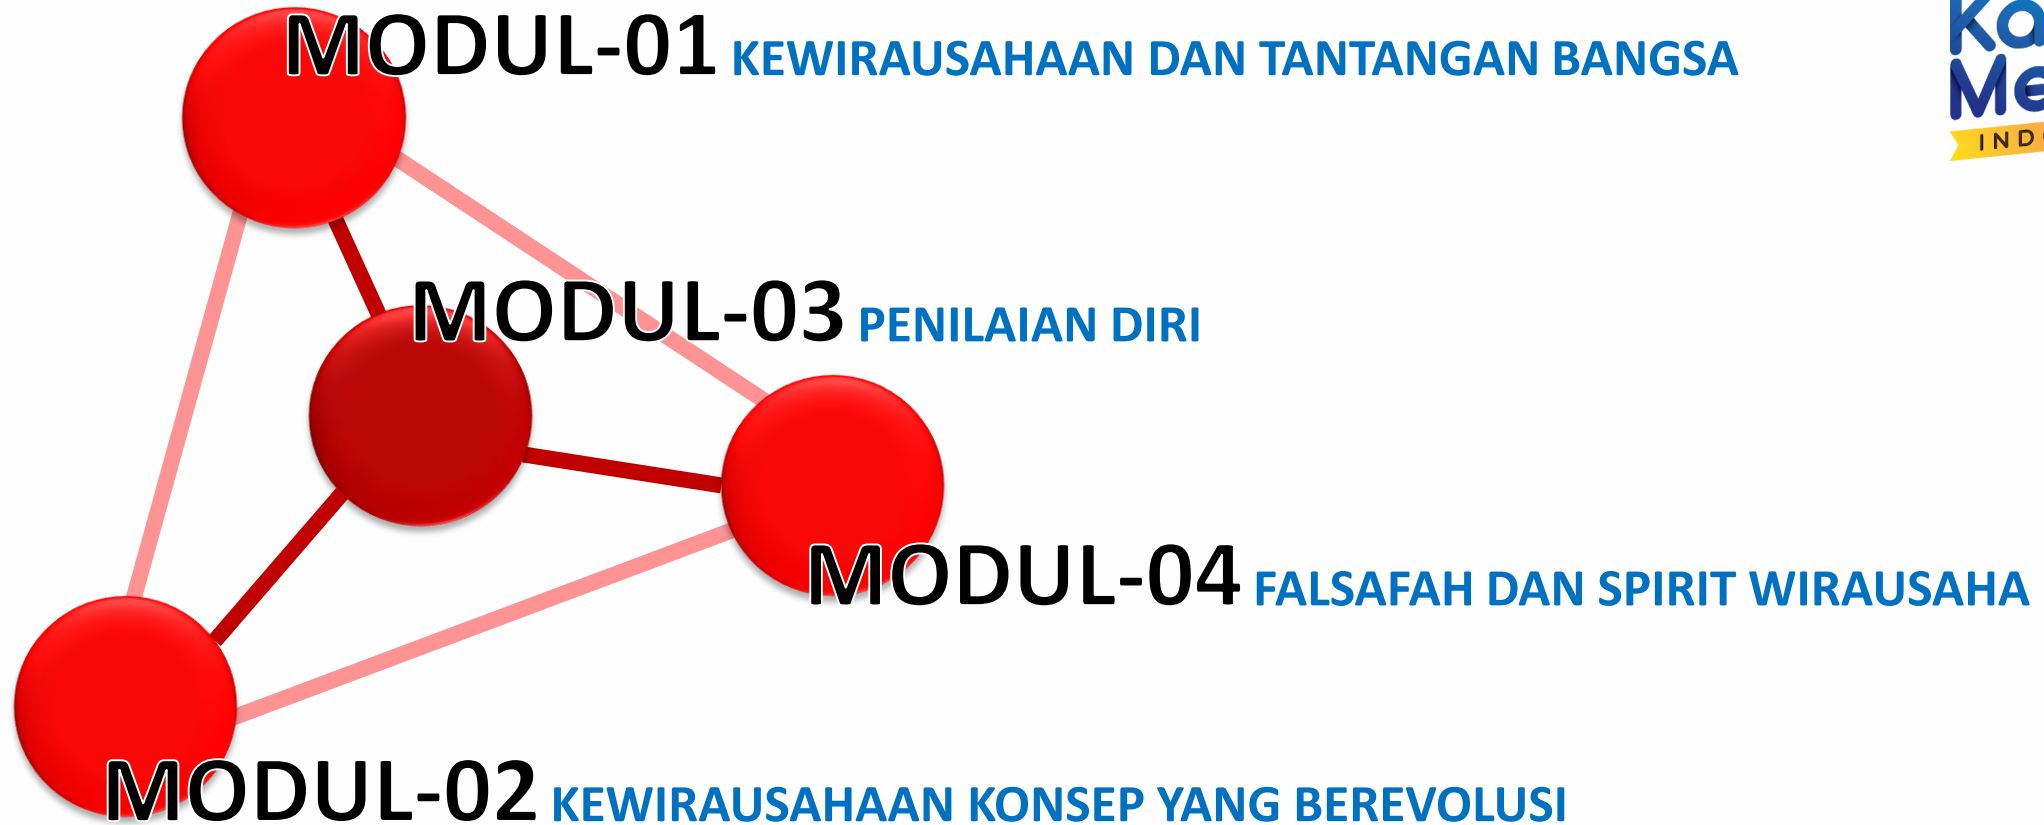 MODUL-01 KEWIRAUSAHAAN DAN TANTANGAN BANGSA
MODUL-03 PENILAIAN DIRI
MODUL-04 FALSAFAH DAN SPIRIT WIRAUSAHA
MODUL-02 KEWIRAUSAHAAN KONSEP YANG BEREVOLUSI